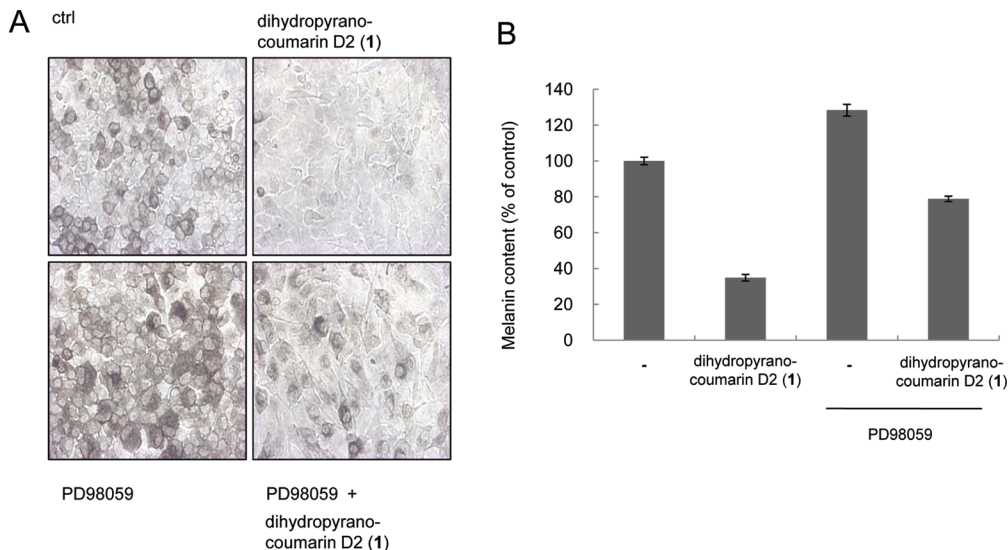 A
ctrl
dihydropyrano-
coumarin D2 (1)
PD98059
PD98059 +
dihydropyrano-
coumarin D2 (1)
B
Melanin content (% of control)
140
120
100
80
60
40
20
0
-
dihydropyrano-
coumarin D2 (1)
-
dihydropyrano-
coumarin D2 (1)
PD98059